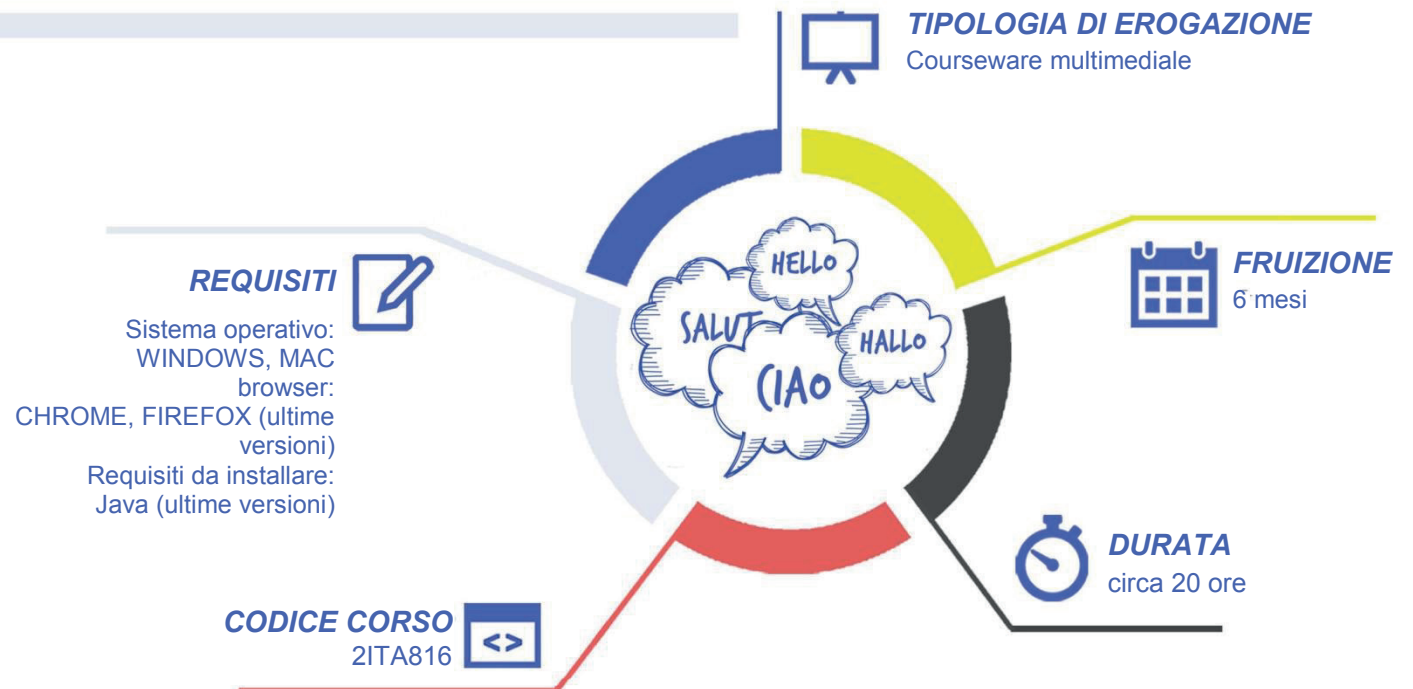 TIPOLOGIA DI EROGAZIONE
Courseware multimediale
REQUISITI
Sistema operativo:
WINDOWS, MAC
browser:
CHROME, FIREFOX (ultime
versioni)
Requisiti da installare:
Java (ultime versioni)
HELLO
SALUT
HALLO
CIAO
FRUIZIONE
6 mesi
DURATA
circa 20 ore
CODICE CORSO
2ITA816
<>